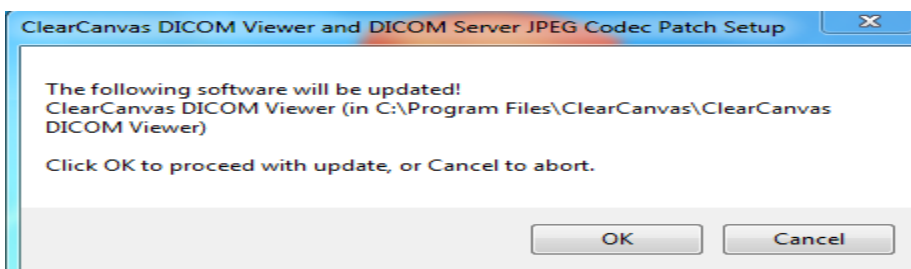 ClearCanvas DICOM Viewer and DICOM Server JPEG Codec Patch Setup
The following software will be updated!
ClearCanvas DICOM Viewer (in C:\Program Files\ClearCanvas\ClearCanvas
DICOM Viewer)
Click OK to proceed with update, or Cancel to abort.
OK Cancel